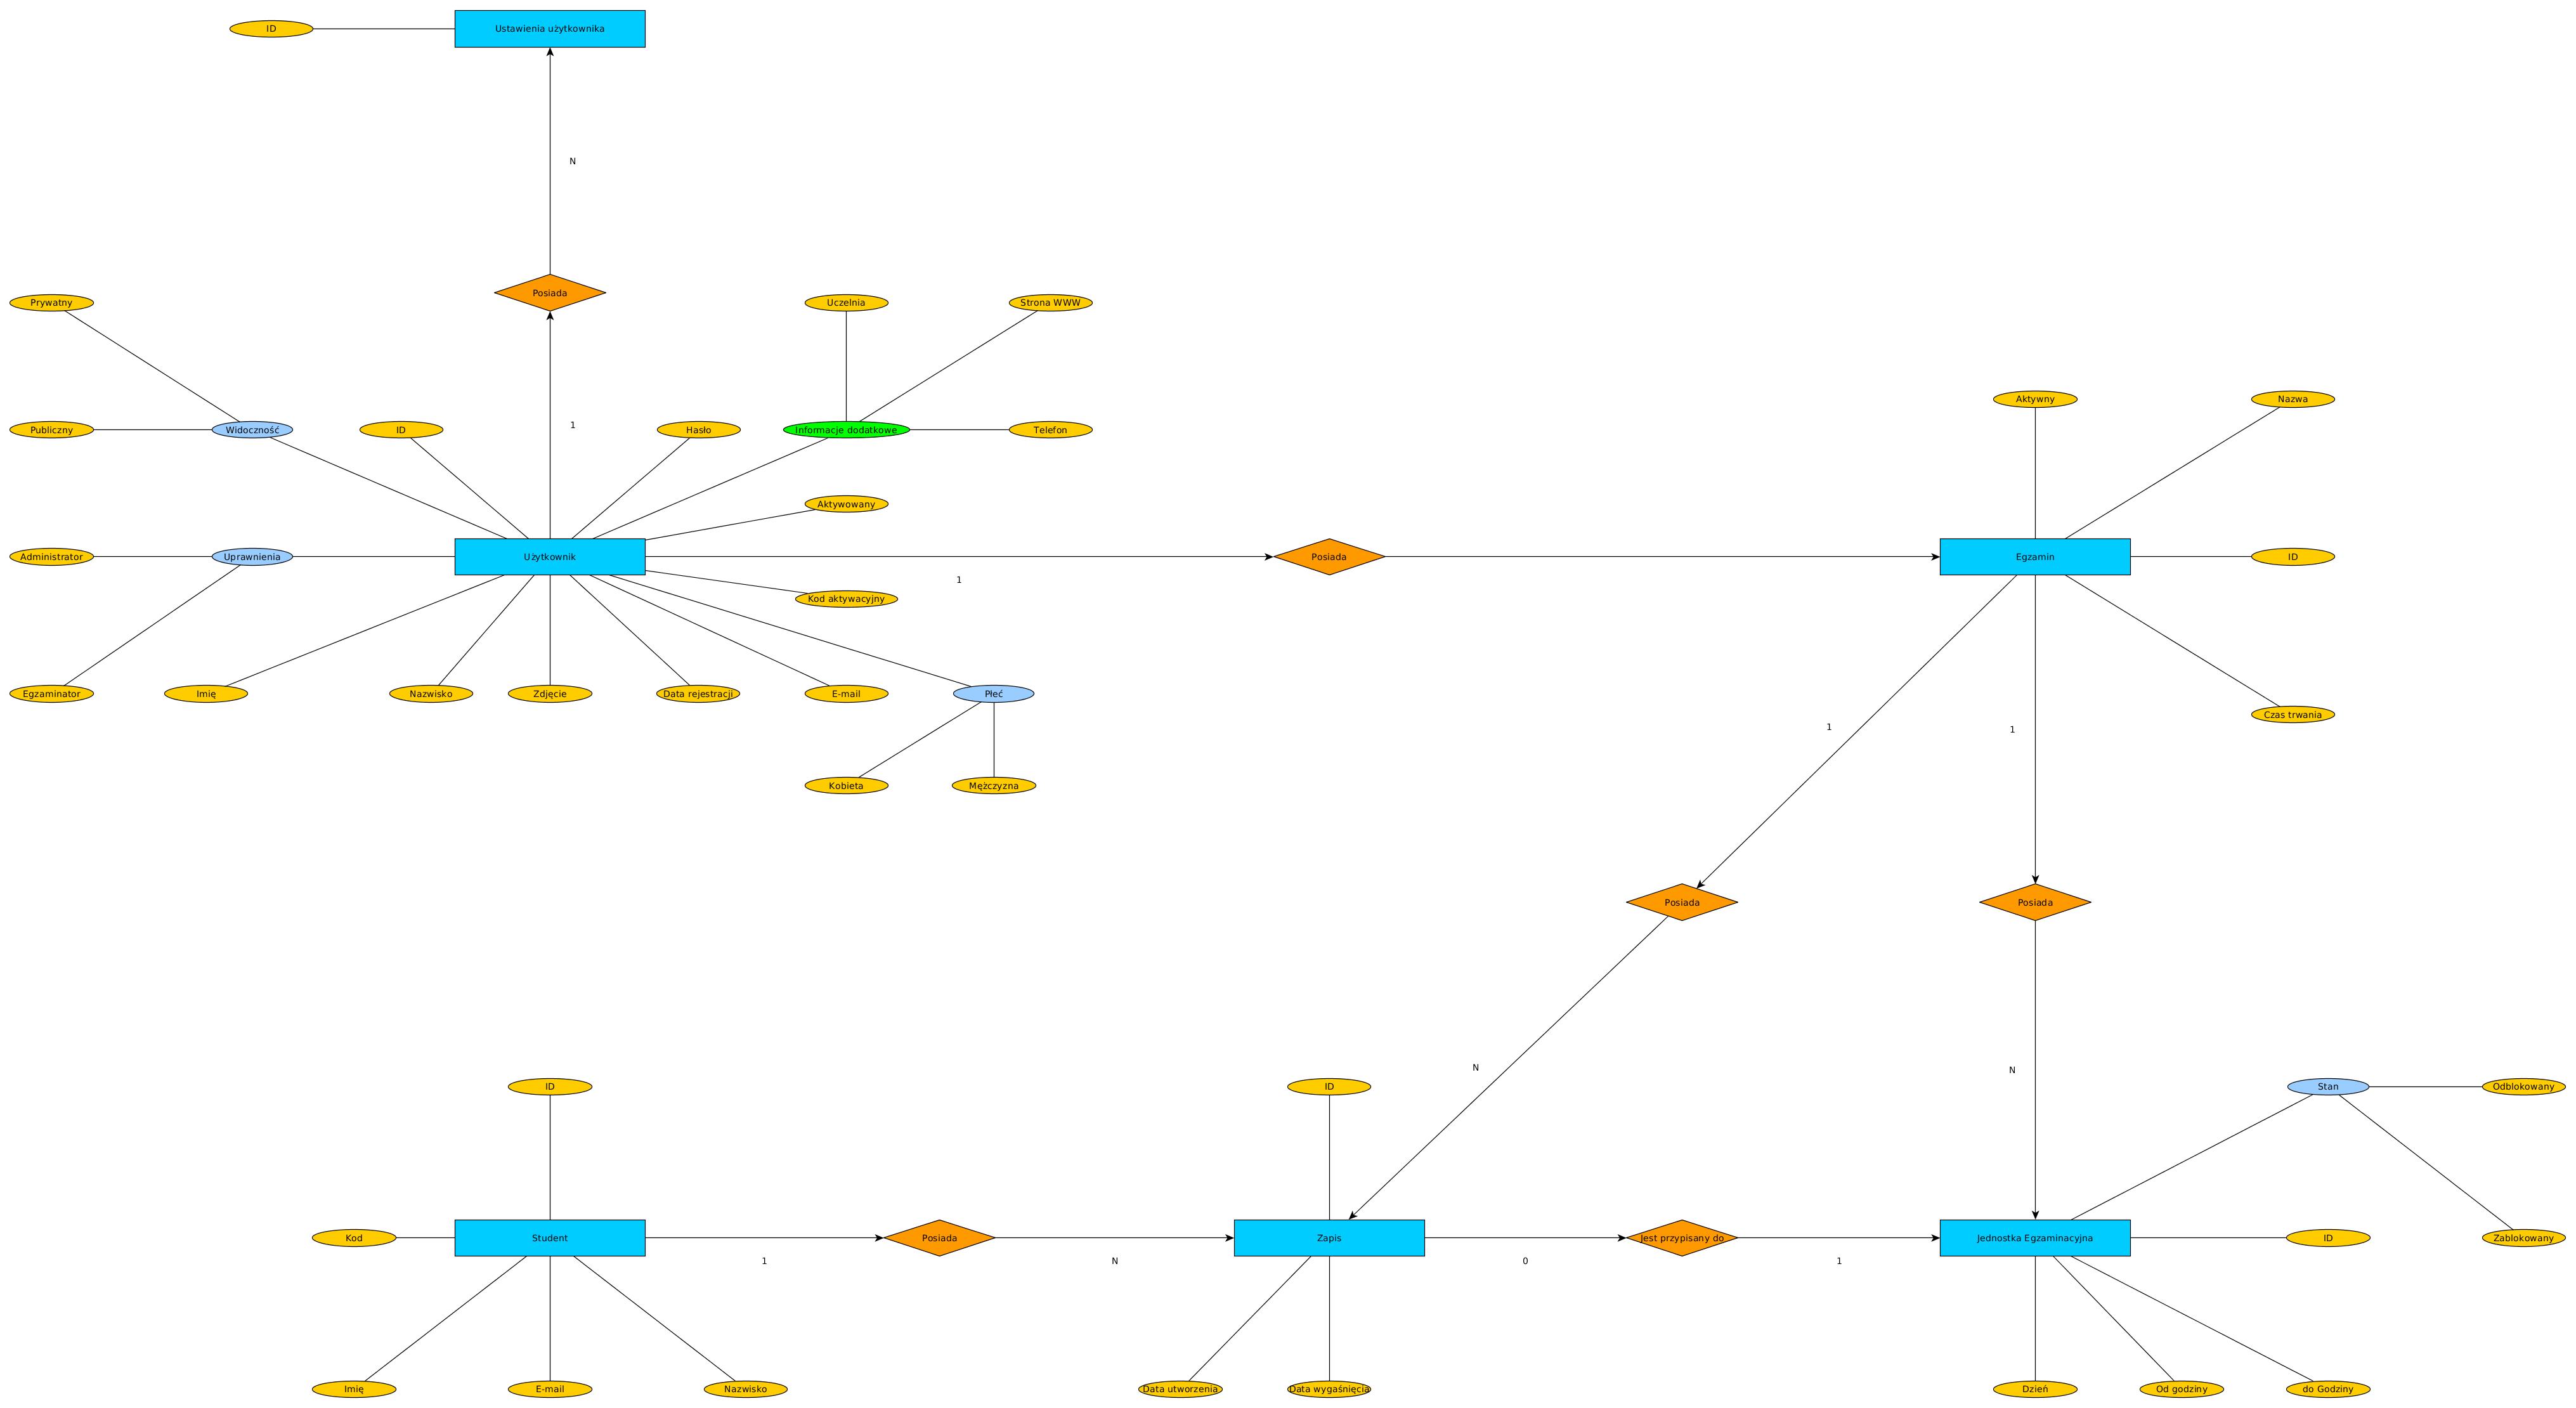 ID
Ustawienia użytkownika
N
Posiada
Prywatny
Uczelnia
Strona WWW
Aktywny
Nazwa
1
Publiczny
Widoczność
ID
Hasło
Informacje dodatkowe
Telefon
Aktywowany
Administrator
Uprawnienia
Użytkownik
Posiada
Egzamin
ID
1
Kod aktywacyjny
Egzaminator
Imię
Nazwisko
Zdjęcie
Data rejestracji
E-mail
Płeć
Czas trwania
1
1
Kobieta
Mężczyzna
Posiada
Posiada
N
N
ID
ID
Stan
Odblokowany
Kod
Student
Posiada
Zapis
Jest przypisany do
Jednostka Egzaminacyjna
ID
Zablokowany
1
N
0
1
Imię
E-mail
Nazwisko
Data utworzenia
Data wygaśnięcia
Dzień
Od godziny
do Godziny